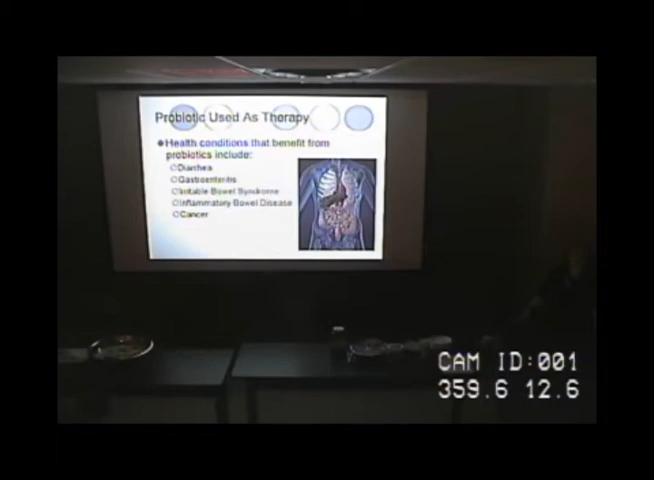 Probiotic Used As Therapy
Health conditions that benefit from
probiotics include:
Diarrhea
Gastroenteritis
Irritable Bowel Syndrome
Inflammatory Bowel Disease
Cancer
CAM ID:001
359.6 12.6